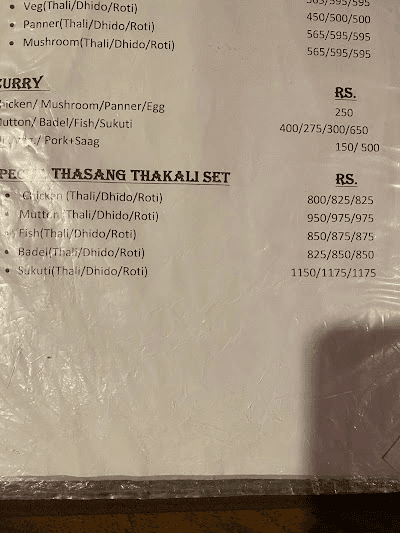 • Veg(Thali/Dhido/Roti) 565/595/595
• Panner(Thali/Dhido/Roti) 450/500/500
• Mushroom(Thali/Dhido/Roti) 565/595/595
565/595/595
CURRY RS.
Chicken/ Mushroom/Panner/Egg 250
Mutton/ Badel/Fish/Sukuti 400/275/300/650
/ Pork+Saag 150/ 500
SPECIAL THASANG THAKALI SET RS.
• Chicken (Thali/Dhido/Roti) 800/825/825
• Mutton (Thali/Dhido/Roti) 950/975/975
• Fish(Thali/Dhido/Roti) 850/875/875
• Badel(Thali/Dhido/Roti) 825/850/850
• Sukuti(Thali/Dhido/Roti) 1150/1175/1175